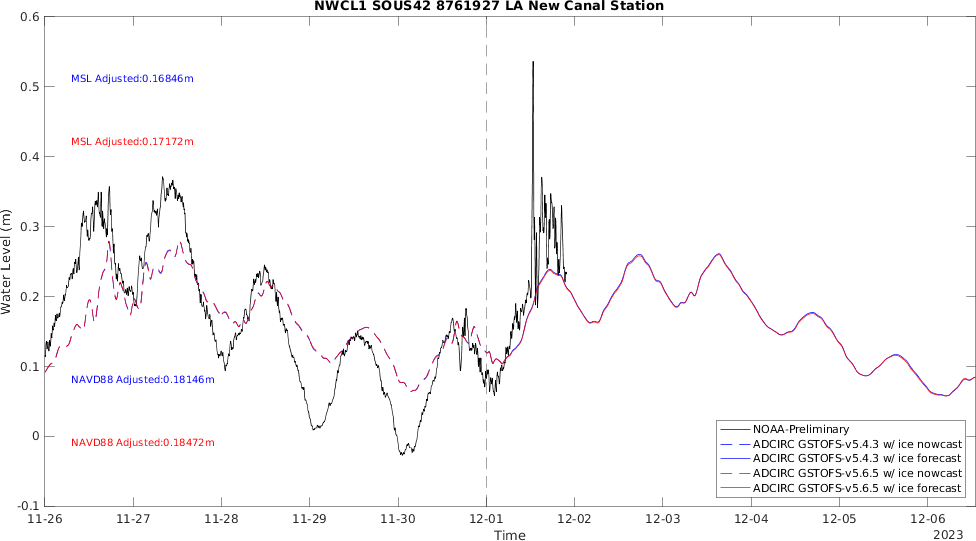 NWCL1 SOUS42 8761927 LA New Canal Station
0.6
0.5
0.4
0.3
0.2
0.1
0
-0.1
Water Level (m)
MSL Adjusted:0.16846m
MSL Adjusted:0.17172m
NAVD88 Adjusted:0.18146m
NAVD88 Adjusted:0.18472m
NOAA-Preliminary
ADCIRC GSTOFS-v5.4.3 w/ ice nowcast
ADCIRC GSTOFS-v5.4.3 w/ ice forecast
ADCIRC GSTOFS-v5.6.5 w/ ice nowcast
ADCIRC GSTOFS-v5.6.5 w/ ice forecast
11-26 11-27 11-28 11-29 11-30 12-01 12-02 12-03 12-04 12-05 12-06
Time
2023